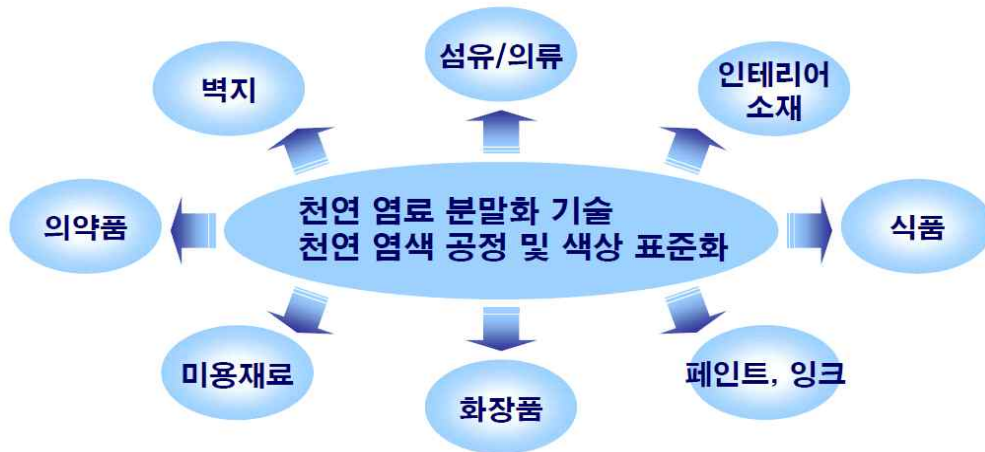 섬유/의류
벽지
인테리어
소재
의약품
천연 염료 분말화 기술
천연 염색 공정 및 색상 표준화
식품
미용재료
화장품
페인트, 잉크